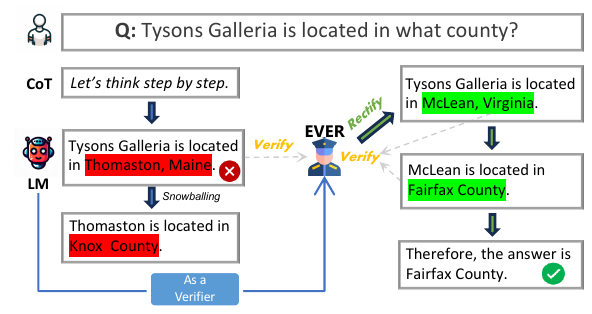 Q: Tysons Galleria is located in what county?
CoT
Let's think step by step.
LM
Tysons Galleria is located
in Thomaston, Maine.
Snowballing
Thomaston is located in
Knox County.
As a
Verifier
Verify
EVER
Verify
Rectify
Tysons Galleria is located
in McLean, Virginia.
McLean is located in
Fairfax County.
Therefore, the answer is
Fairfax County.